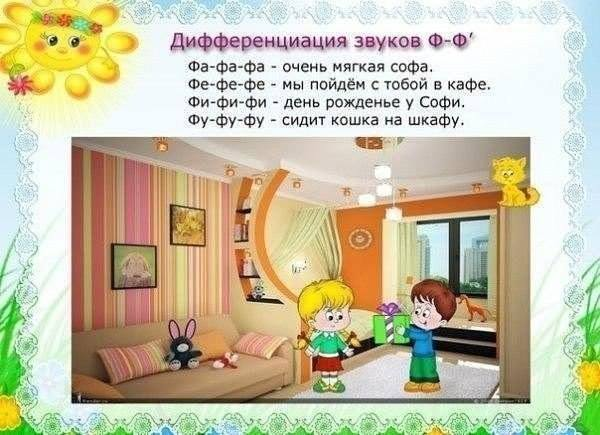 Дифференциация звуков Ф-Ф’
Фа-фа-фа - очень мягкая софа.
Фе-фе-фе - мы пойдём с тобой в кафе.
Фи-фи-фи - день рожденье у Софи.
Фу-фу-фу - сидит кошка на шкафу.